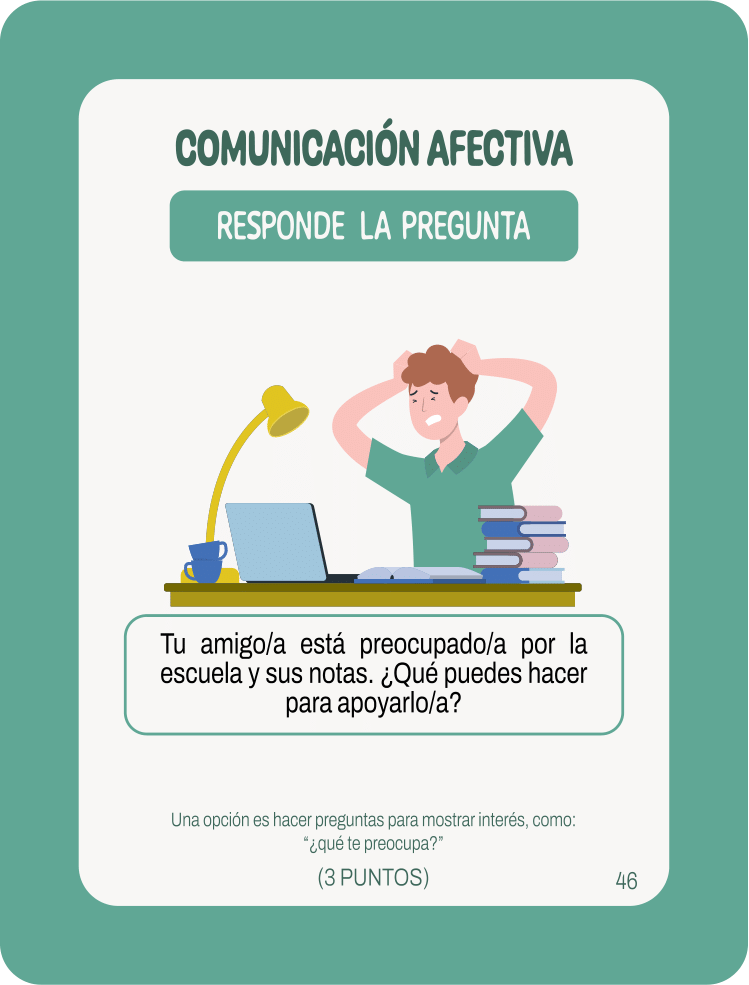 COMUNICACIÓN AFECTIVA
RESPONDE LA PREGUNTA
Tu amigo/a está preocupado/a por la
escuela y sus notas. ¿Qué puedes hacer
para apoyarlo/a?
Una opción es hacer preguntas para mostrar interés, como:
“¿qué te preocupa?”
(3 PUNTOS)
46